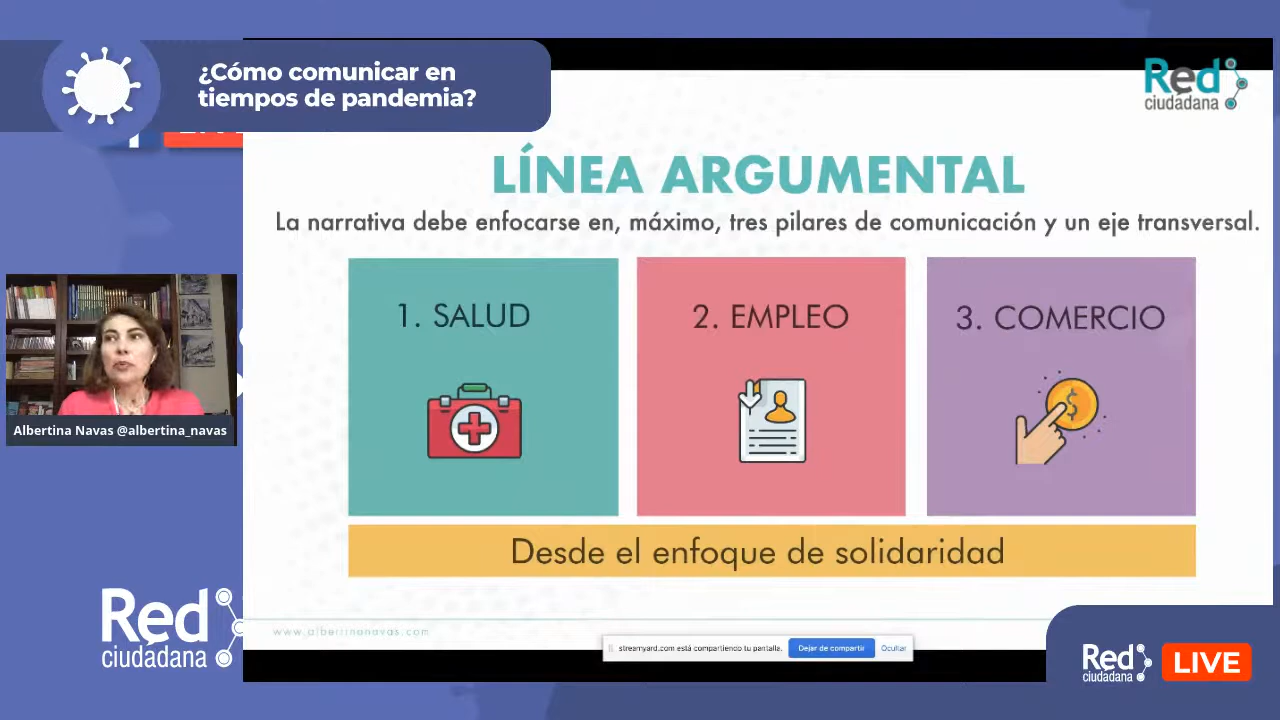 ¿Cómo comunicar en
tiempos de pandemia?
Red
ciudadana
LÍNEA ARGUMENTAL
La narrativa debe enfocarse en, máximo, tres pilares de comunicación y un eje transversal.
1. SALUD
2. EMPLEO
3. COMERCIO
Desde el enfoque de solidaridad
Albertina Navas @albertina_navas
www.albertinanavas.com
streamyard.com está compartiendo tu pantalla.
Dejar de compartir
Ocultar
Red
ciudadana
Red
ciudadana
LIVE